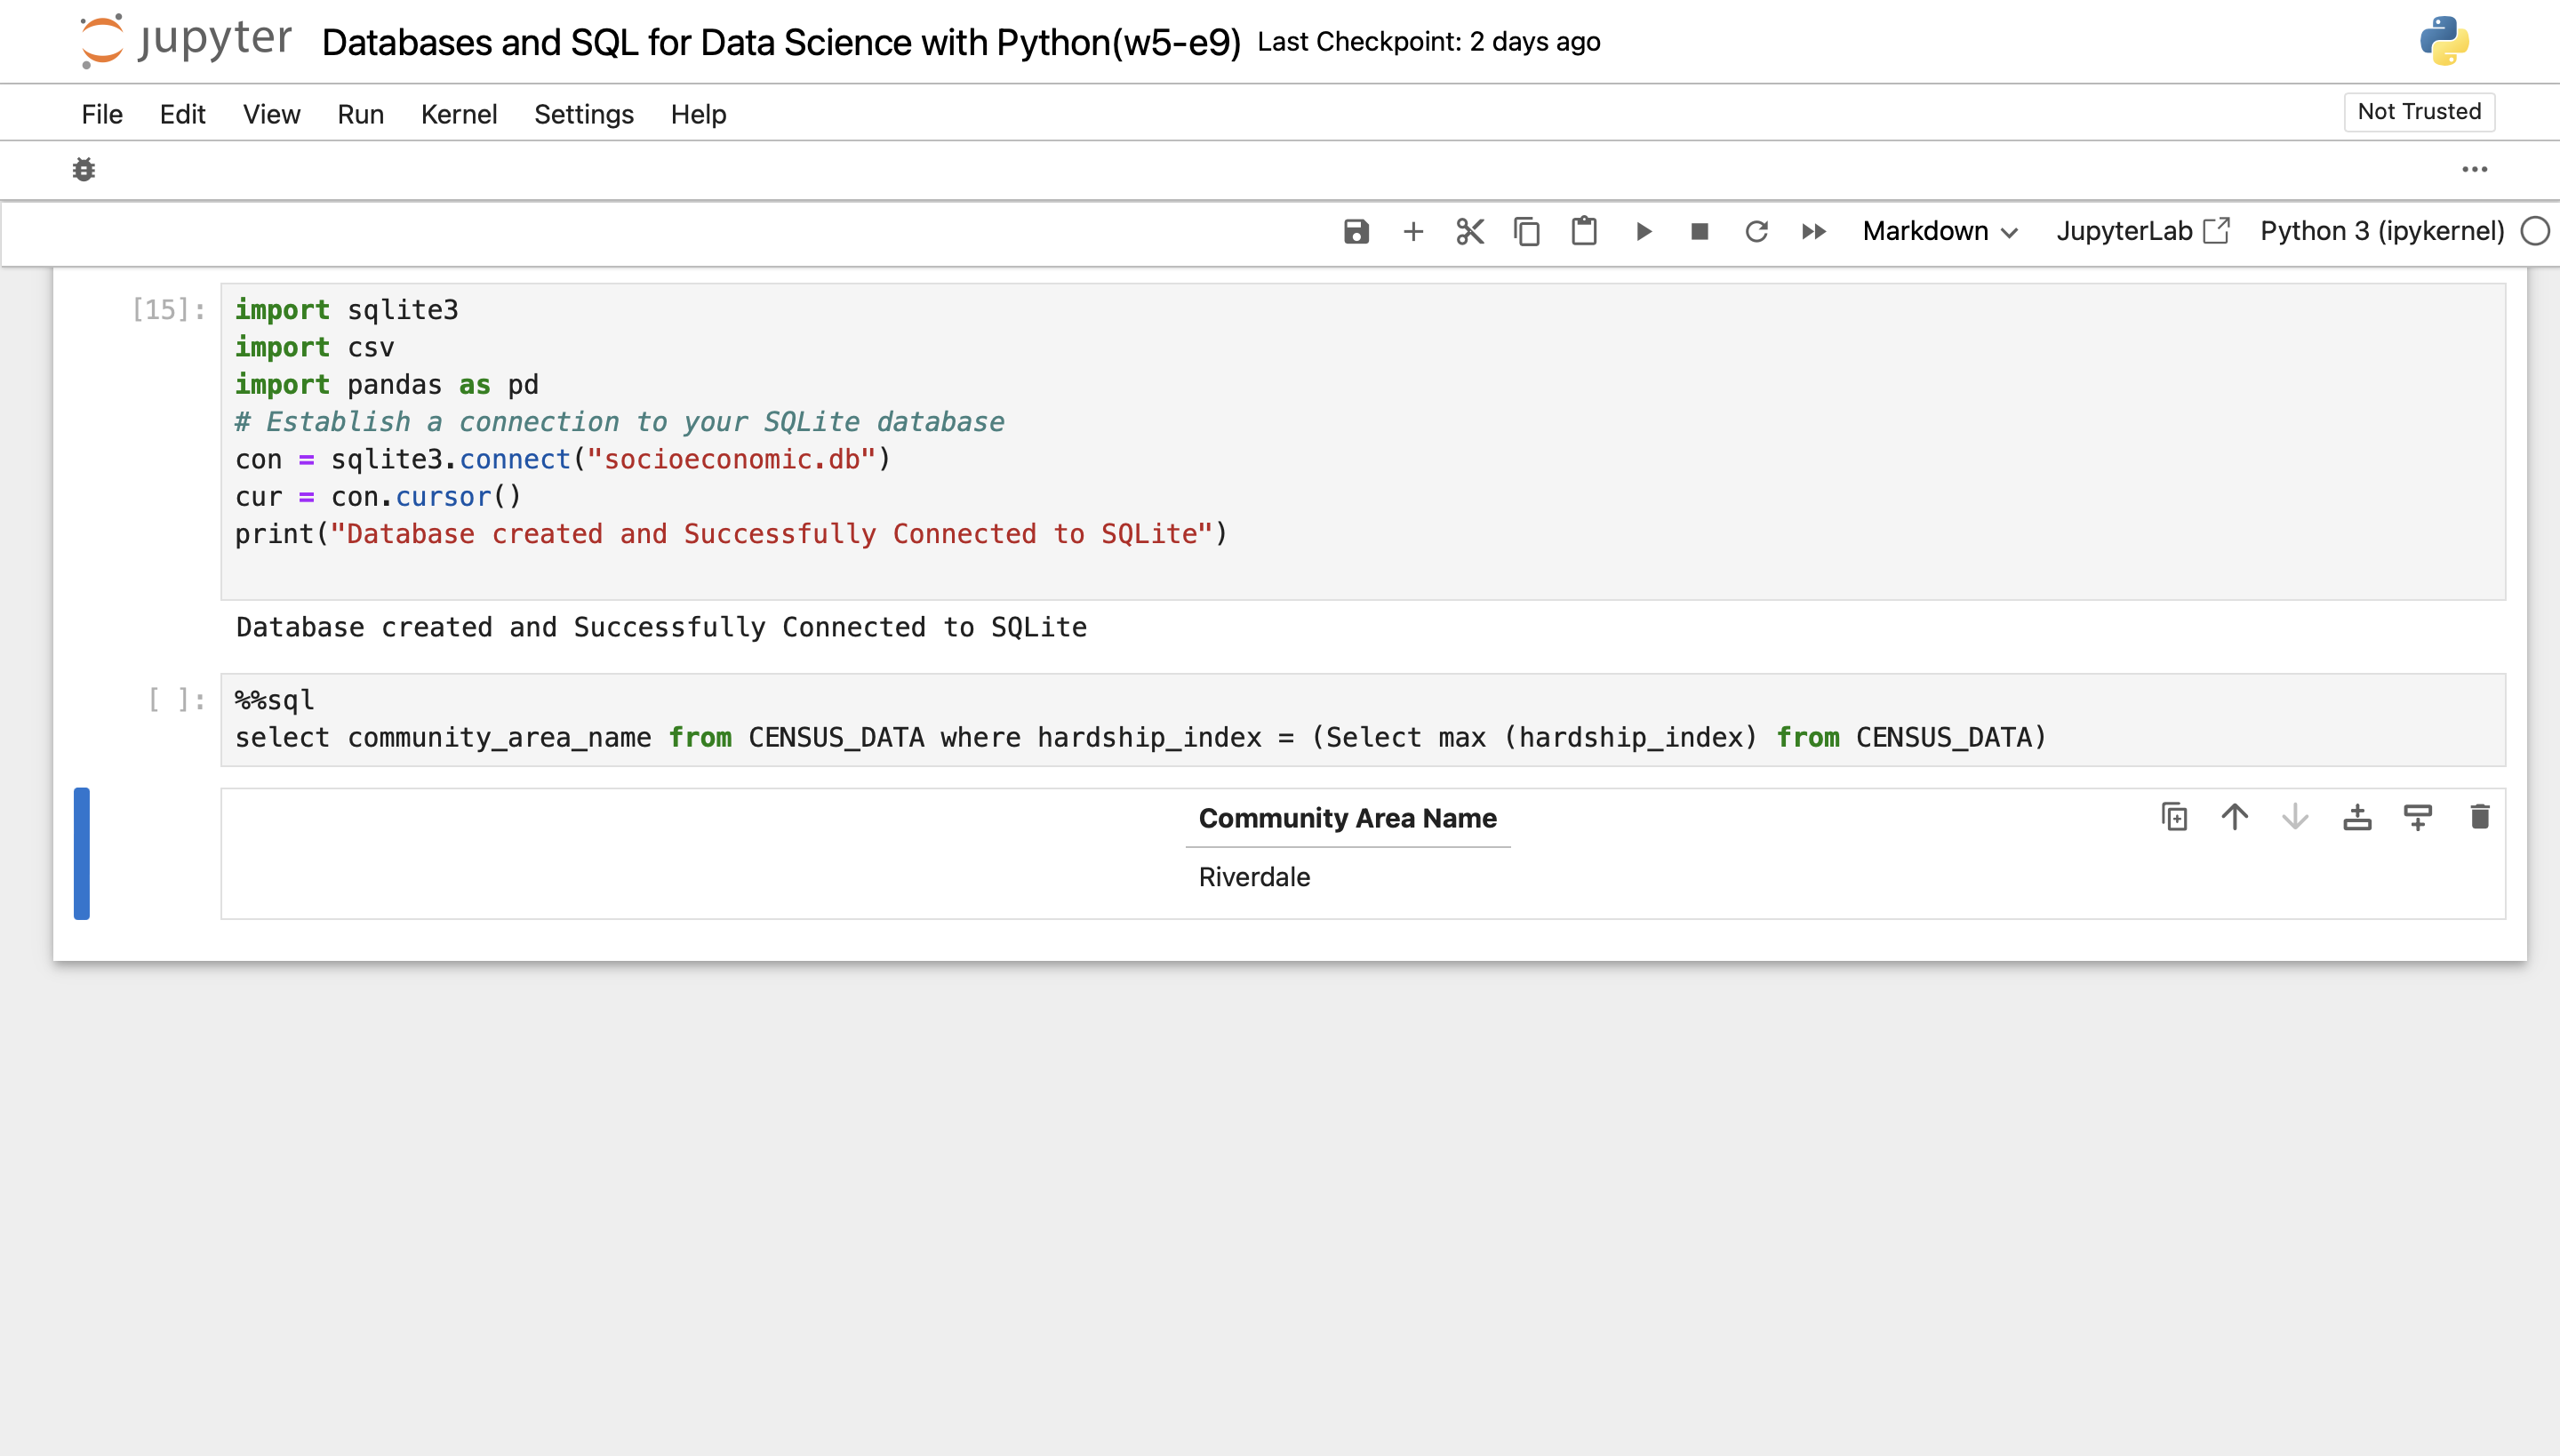 jupyter Databases and SQL for Data Science with Python(w5-e9) Last Checkpoint: 2 days ago
File Edit View Run Kernel Settings Help Not Trusted
Markdown JupyterLab Python 3 (ipykernel)
[15]: import sqlite3
import csv
import pandas as pd
# Establish a connection to your SQLite database
con = sqlite3.connect("socioeconomic.db")
cur = con.cursor()
print("Database created and Successfully Connected to SQLite")
Database created and Successfully Connected to SQLite
[ ]: %%sql
select community_area_name from CENSUS_DATA where hardship_index = (Select max (hardship_index) from CENSUS_DATA)
Community Area Name
Riverdale